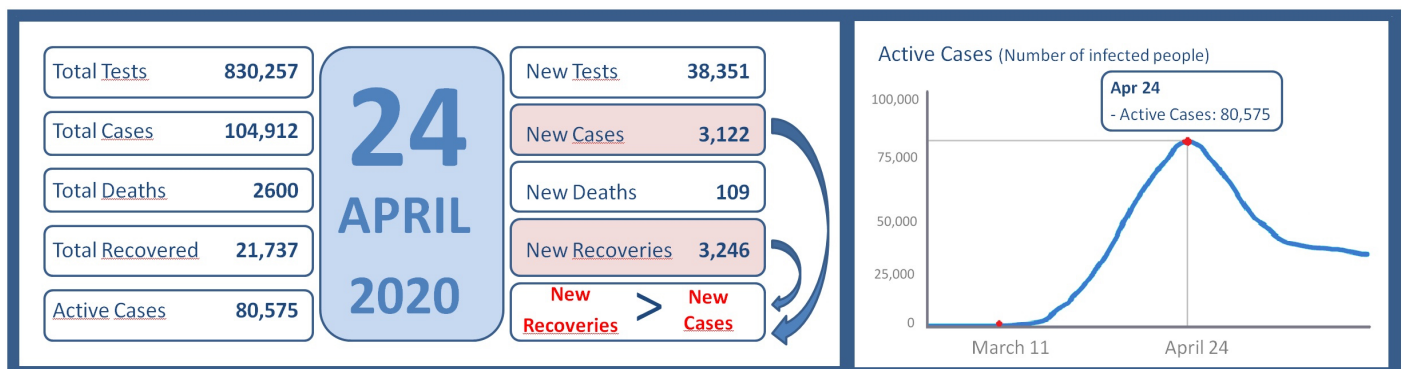 Total Tests 830,257
Total Cases 104,912
Total Deaths 2600
Total Recovered 21,737
Active Cases 80,575
24
APRIL
2020
New Tests 38,351
New Cases 3,122
New Deaths 109
New Recoveries 3,246
New Recoveries > New Cases
Active Cases (Number of infected people)
Apr 24
- Active Cases: 80,575
100,000
75,000
50,000
25,000
0
March 11
April 24